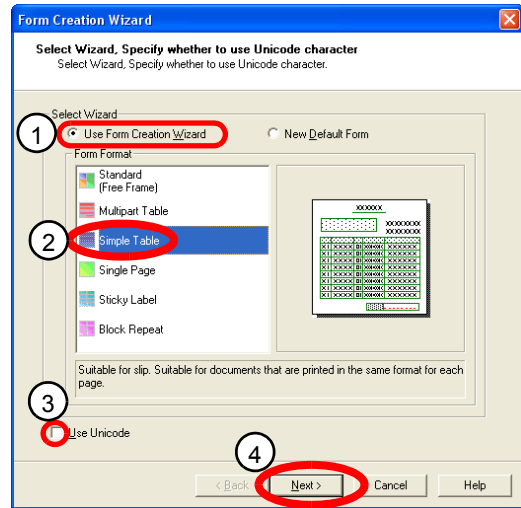 Form Creation Wizard
Select Wizard, Specify whether to use Unicode character
Select Wizard, Specify whether to use Unicode character.
Select Wizard
1
Use Form Creation Wizard
New Default Form
Form Format
Standard
(Free Frame)
Multipart Table
2
Simple Table
Single Page
Sticky Label
Block Repeat
XXXXXX
XXXXXXX
XXXXXXX
Suitable for slip. Suitable for documents that are printed in the same format for each
page.
3
Use Unicode
4
< Back
Next >
Cancel
Help